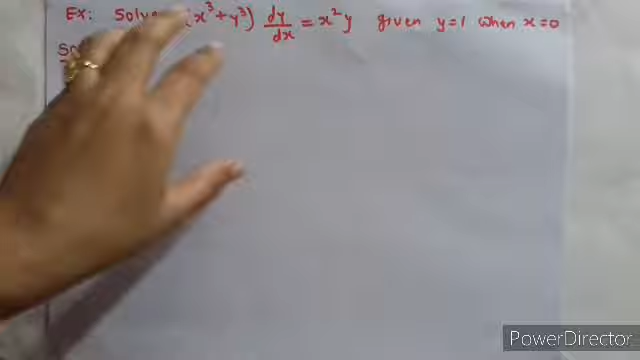 Ex: Solve (x³+y³) dy/dx = x²y given y=1 when x=0
PowerDirector